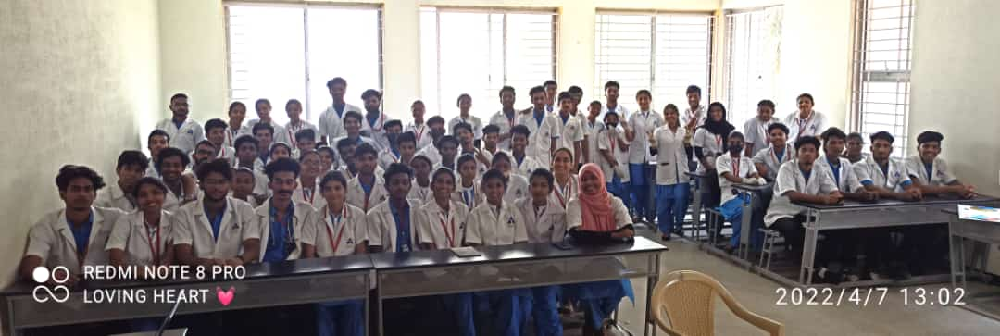 REDMI NOTE 8 PRO
LOVING HEART 💓
2022/4/7 13:02